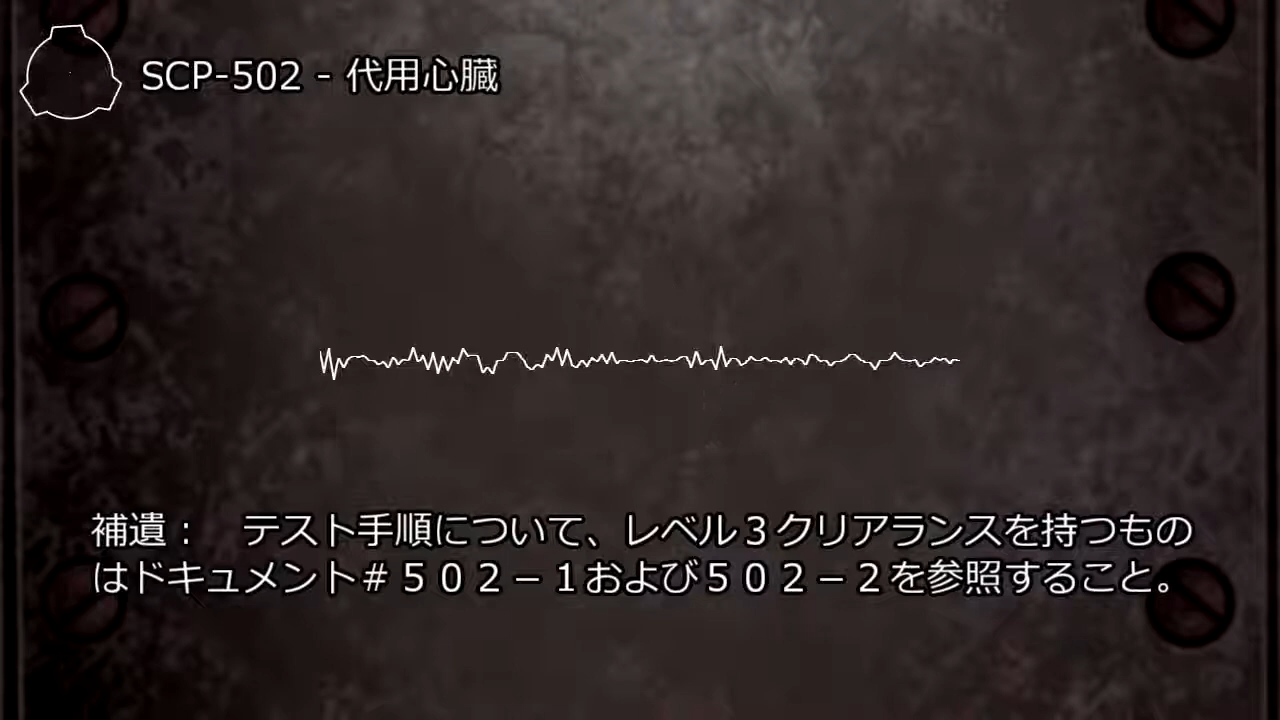 SCP-502 - 代用心臓
補遺：　テスト手順について、レベル３クリアランスを持つもの
はドキュメント＃５０２－１および５０２－２を参照すること。